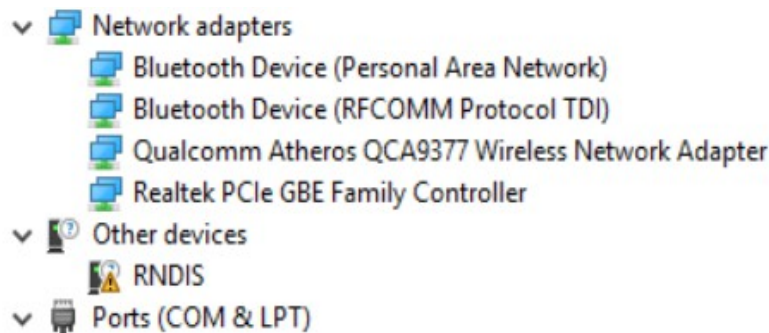 Network adapters
Bluetooth Device (Personal Area Network)
Bluetooth Device (RFCOMM Protocol TDI)
Qualcomm Atheros QCA9377 Wireless Network Adapter
Realtek PCIe GBE Family Controller
Other devices
RNDIS
Ports (COM & LPT)